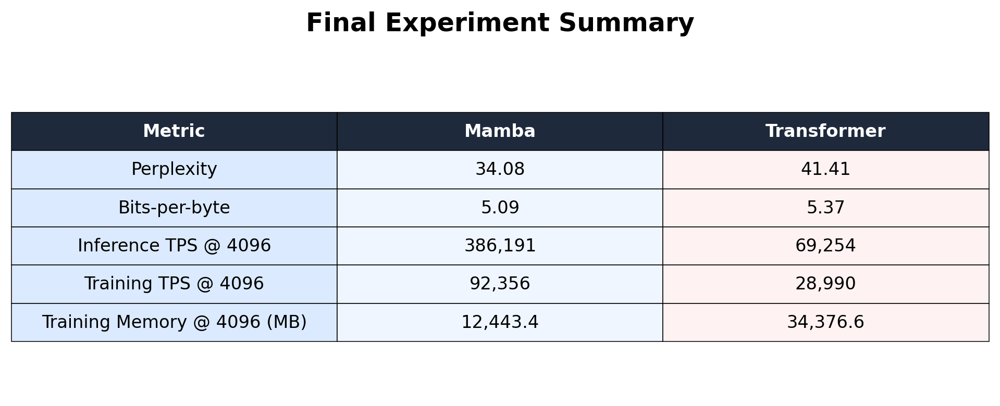 Final Experiment Summary
Metric Mamba Transformer
Perplexity 34.08 41.41
Bits-per-byte 5.09 5.37
Inference TPS @ 4096 386,191 69,254
Training TPS @ 4096 92,356 28,990
Training Memory @ 4096 (MB) 12,443.4 34,376.6